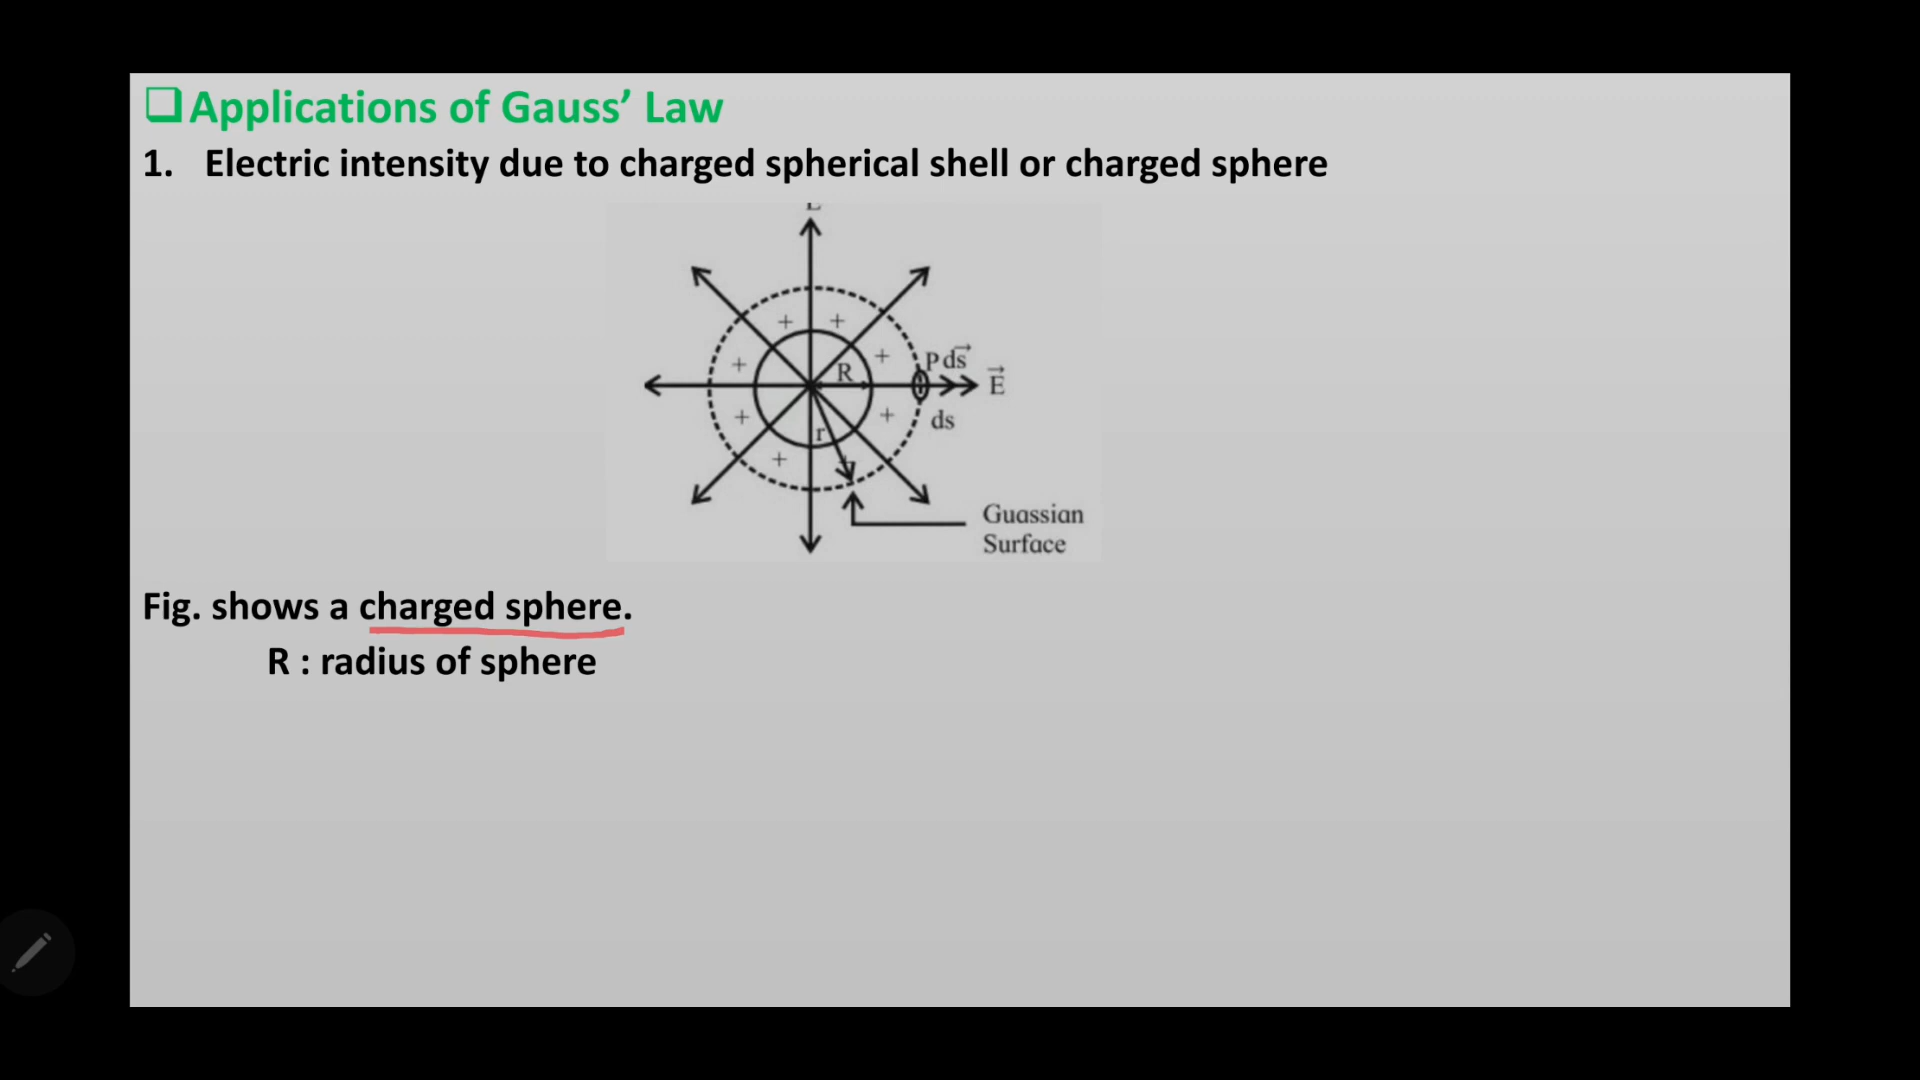 Applications of Gauss’ Law
1. Electric intensity due to charged spherical shell or charged sphere
+ +
P ds
+ R +
E
+ + ds
r
+
Guassian
Surface
Fig. shows a charged sphere.
R : radius of sphere